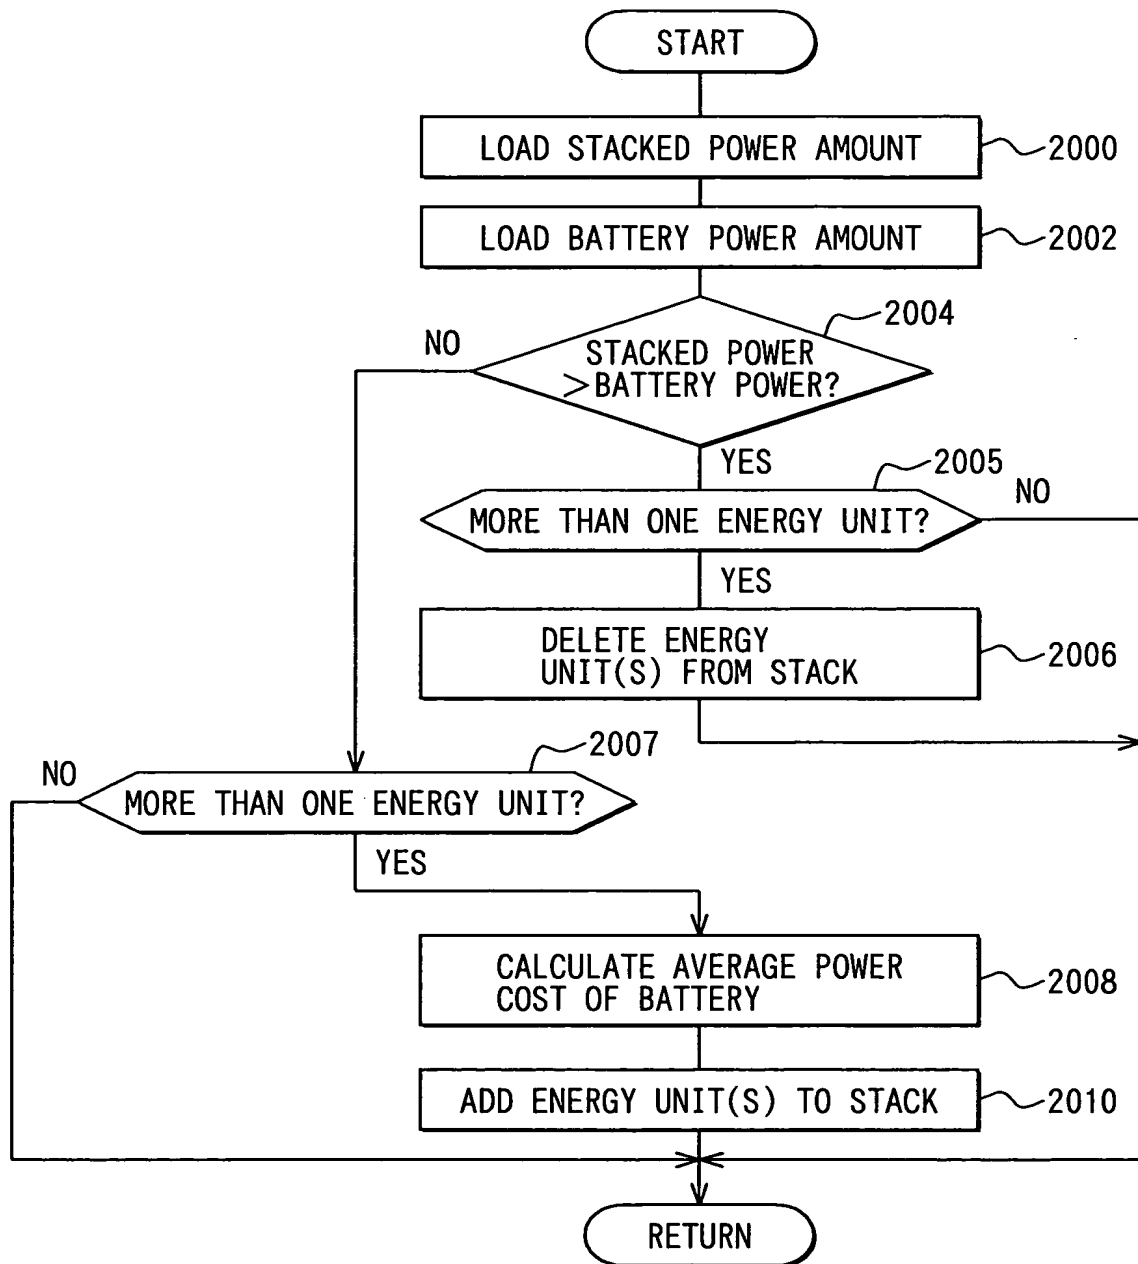 START
LOAD STACKED POWER AMOUNT
2000
LOAD BATTERY POWER AMOUNT
2002
2004
NO
STACKED POWER
>BATTERY POWER?
YES
2005
NO
MORE THAN ONE ENERGY UNIT?
YES
DELETE ENERGY
UNIT(S) FROM STACK
2006
2007
NO
MORE THAN ONE ENERGY UNIT?
YES
CALCULATE AVERAGE POWER
COST OF BATTERY
2008
ADD ENERGY UNIT(S) TO STACK
2010
RETURN